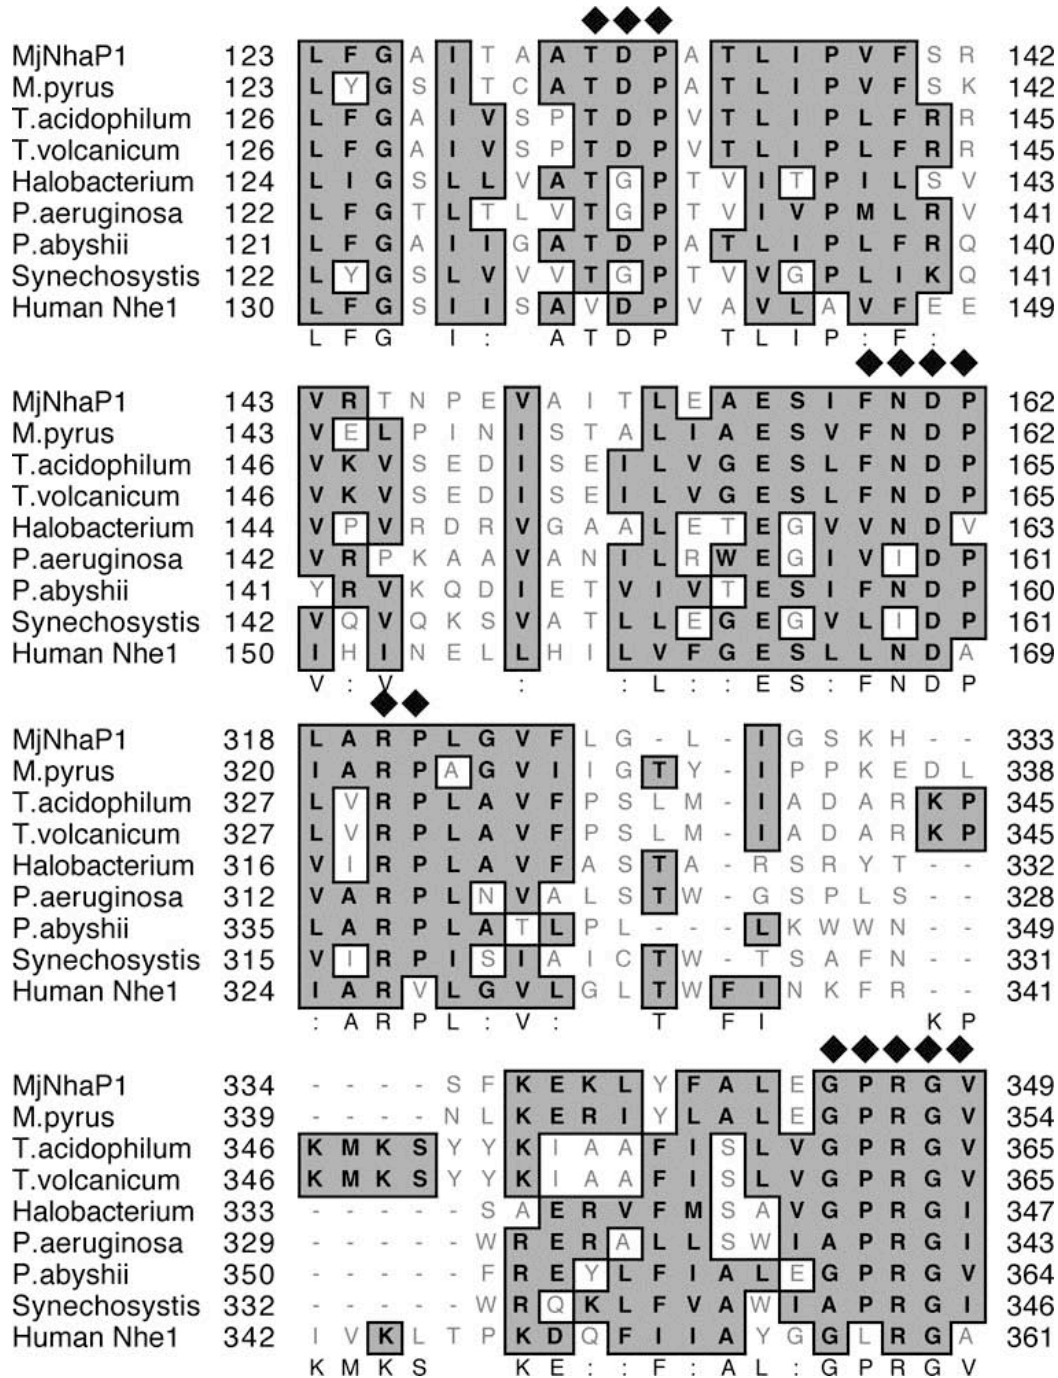 ◆ ◆ ◆
MjNhaP1 123 L F G A I T A A T D P A T L I P V F S R 142
M.pyrus 123 L Y G S I T C A T D P A T L I P V F S K 142
T.acidophilum 126 L F G A I V S P T D P V T L I P L F R R 145
T.volcanicum 126 L F G A I V S P T D P V T L I P L F R R 145
Halobacterium 124 L I G S L L V A T G P T V I T P I L S V 143
P.aeruginosa 122 L F G T L T L V T G P T V I V P M L R V 141
P.abyshii 121 L F G A I I G A T D P A T L I P L F R Q 140
Synechosystis 122 L Y G S L V V V T G P T V V G P L I K Q 141
Human Nhe1 130 L F G S I I S A V D P V A V L A V F E E 149
L F G I : A T D P T L I P : F :
◆ ◆ ◆ ◆
MjNhaP1 143 V R T N P E V A I T L E A E S I F N D P 162
M.pyrus 143 V E L P I N I S T A L I A E S V F N D P 162
T.acidophilum 146 V K V S E D I S E I L V G E S L F N D P 165
T.volcanicum 146 V K V S E D I S E I L V G E S L F N D P 165
Halobacterium 144 V P V R D R V G A A L E T E G V V N D V 163
P.aeruginosa 142 V R P K A A V A N I L R W E G I V I D P 161
P.abyshii 141 Y R V K Q D I E T V I V T E S I F N D P 160
Synechosystis 142 V Q V Q K S V A T L L E G E G V L I D P 161
Human Nhe1 150 I H I N E L L H I L V F G E S L L N D A 169
V : V : : L : : E S : F N D P
◆ ◆
MjNhaP1 318 L A R P L G V F L G - L - I G S K H - - 333
M.pyrus 320 I A R P A G V I I G T Y - I P P K E D L 338
T.acidophilum 327 L V R P L A V F P S L M - I A D A R K P 345
T.volcanicum 327 L V R P L A V F P S L M - I A D A R K P 345
Halobacterium 316 V I R P L A V F A S T A - R S R Y T - - 332
P.aeruginosa 312 V A R P L N V A L S T W - G S P L S - - 328
P.abyshii 335 L A R P L A T L P L - - - L K W W N - - 349
Synechosystis 315 V I R P I S I A I C T W - T S A F N - - 331
Human Nhe1 324 I A R V L G V L G L T W F I N K F R - - 341
: A R P L : V : T F I K P
◆ ◆ ◆ ◆ ◆
MjNhaP1 334 - - - - S F K E K L Y F A L E G P R G V 349
M.pyrus 339 - - - - N L K E R I Y L A L E G P R G V 354
T.acidophilum 346 K M K S Y Y K I A A F I S L V G P R G V 365
T.volcanicum 346 K M K S Y Y K I A A F I S L V G P R G V 365
Halobacterium 333 - - - - - S A E R V F M S A V G P R G I 347
P.aeruginosa 329 - - - - - W R E R A L L S W I A P R G I 343
P.abyshii 350 - - - - - F R E Y L F I A L E G P R G V 364
Synechosystis 332 - - - - - W R Q K L F V A W I A P R G I 346
Human Nhe1 342 I V K L T P K D Q F I I A Y G G L R G A 361
K M K S K E : : F : A L : G P R G V